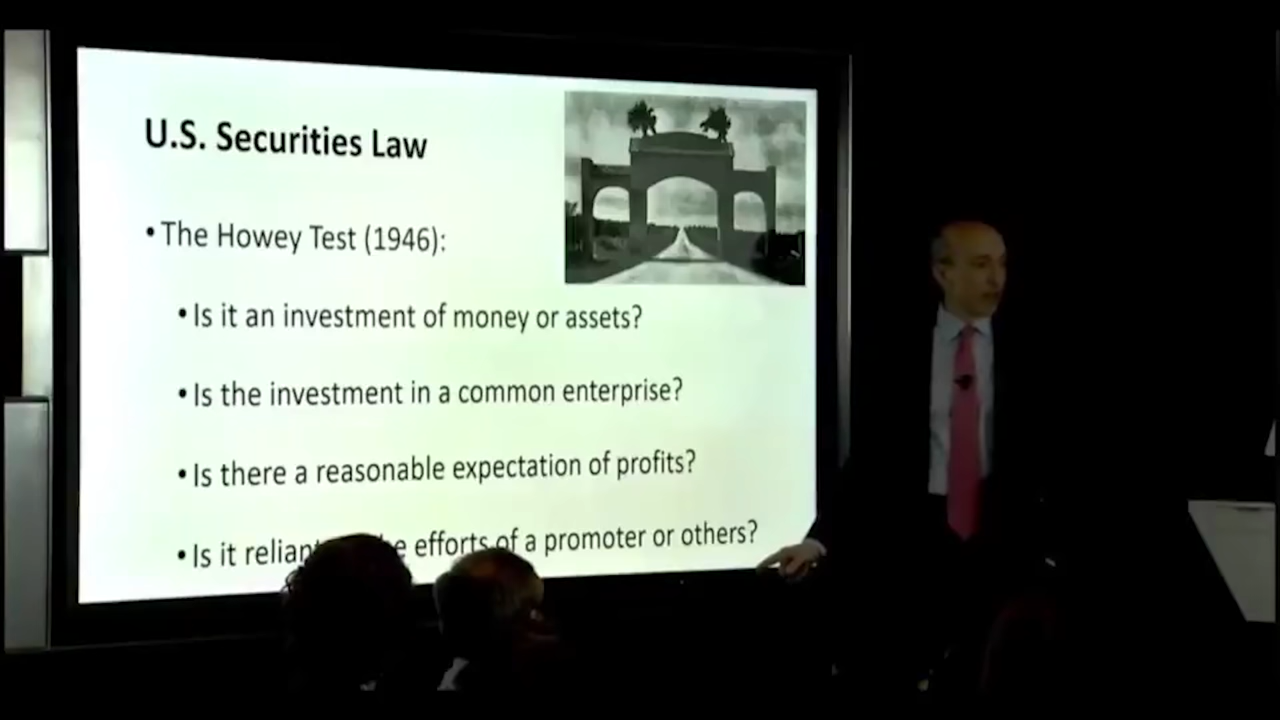 U.S. Securities Law
• The Howey Test (1946):
• Is it an investment of money or assets?
• Is the investment in a common enterprise?
• Is there a reasonable expectation of profits?
• Is it efforts of a promoter or others?